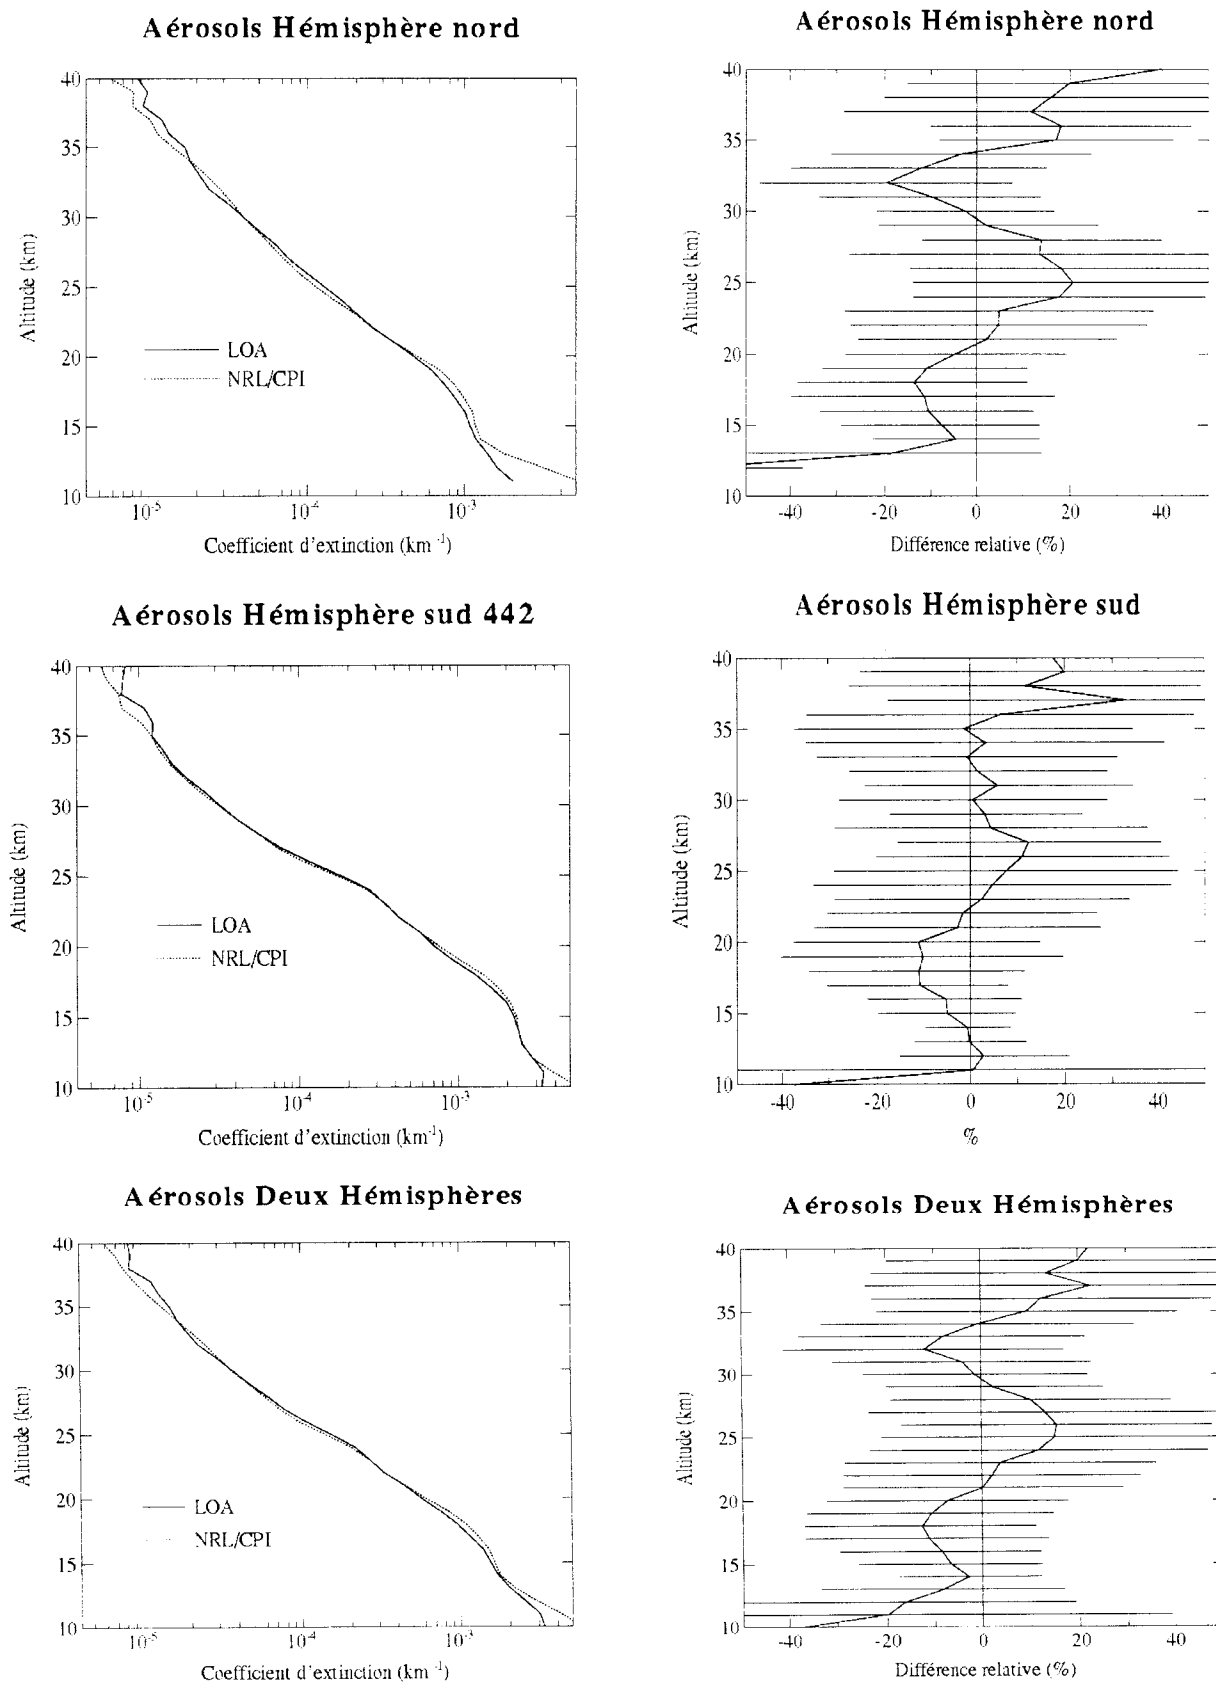 Aérosols Hémisphère nord
40
35
30
25
20
15
10
Altitude (km)
LOA
NRL/CPI
10⁻⁵
10⁻⁴
10⁻³
Coefficient d'extinction (km⁻¹)
Aérosols Hémisphère nord
40
35
30
25
20
15
10
Altitude (km)
-40
-20
0
20
40
Différence relative (%)
Aérosols Hémisphère sud 442
40
35
30
25
20
15
10
Altitude (km)
LOA
NRL/CPI
10⁻⁵
10⁻⁴
10⁻³
Coefficient d'extinction (km⁻¹)
Aérosols Hémisphère sud
40
35
30
25
20
15
10
Altitude (km)
-40
-20
0
20
40
%
Aérosols Deux Hémisphères
40
35
30
25
20
15
10
Altitude (km)
LOA
NRL/CPI
10⁻⁵
10⁻⁴
10⁻³
Coefficient d'extinction (km⁻¹)
Aérosols Deux Hémisphères
40
35
30
25
20
15
10
Altitude (km)
-40
-20
0
20
40
Différence relative (%)